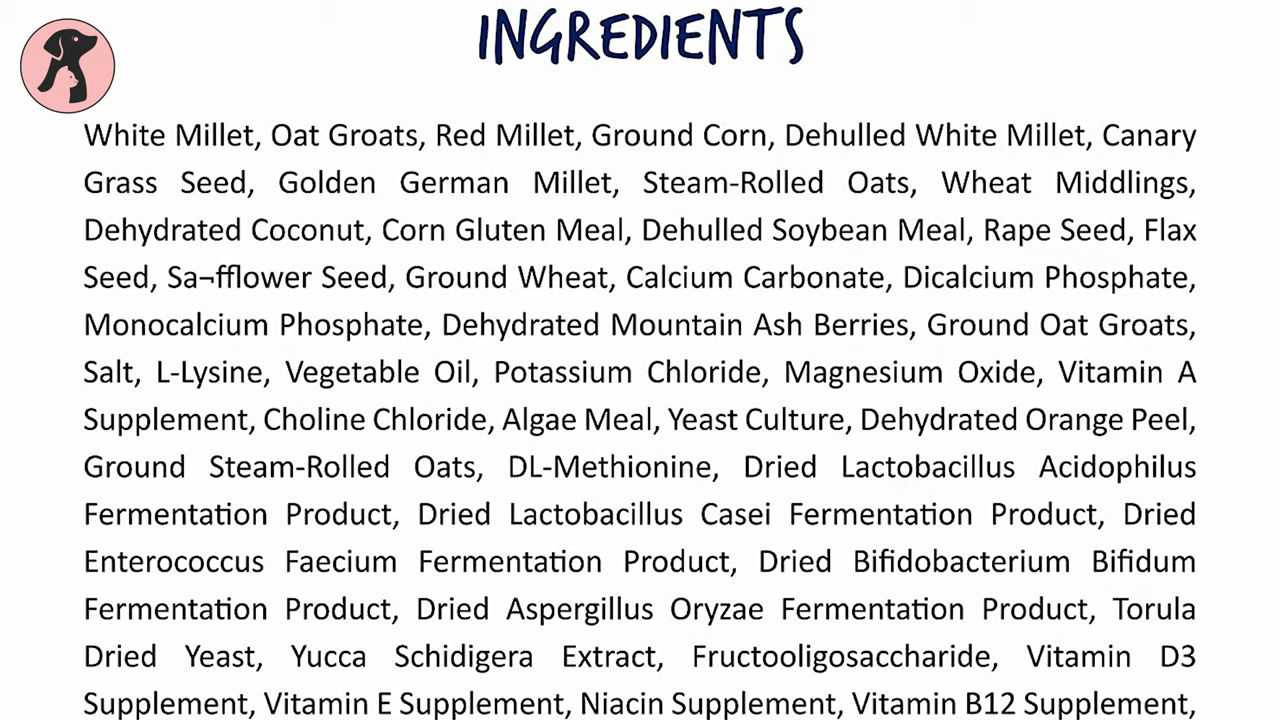 INGREDIENTS
White Millet, Oat Groats, Red Millet, Ground Corn, Dehulled White Millet, Canary
Grass Seed, Golden German Millet, Steam-Rolled Oats, Wheat Middlings,
Dehydrated Coconut, Corn Gluten Meal, Dehulled Soybean Meal, Rape Seed, Flax
Seed, Sa¬fflower Seed, Ground Wheat, Calcium Carbonate, Dicalcium Phosphate,
Monocalcium Phosphate, Dehydrated Mountain Ash Berries, Ground Oat Groats,
Salt, L-Lysine, Vegetable Oil, Potassium Chloride, Magnesium Oxide, Vitamin A
Supplement, Choline Chloride, Algae Meal, Yeast Culture, Dehydrated Orange Peel,
Ground Steam-Rolled Oats, DL-Methionine, Dried Lactobacillus Acidophilus
Fermentation Product, Dried Lactobacillus Casei Fermentation Product, Dried
Enterococcus Faecium Fermentation Product, Dried Bifidobacterium Bifidum
Fermentation Product, Dried Aspergillus Oryzae Fermentation Product, Torula
Dried Yeast, Yucca Schidigera Extract, Fructooligosaccharide, Vitamin D3
Supplement, Vitamin E Supplement, Niacin Supplement, Vitamin B12 Supplement,